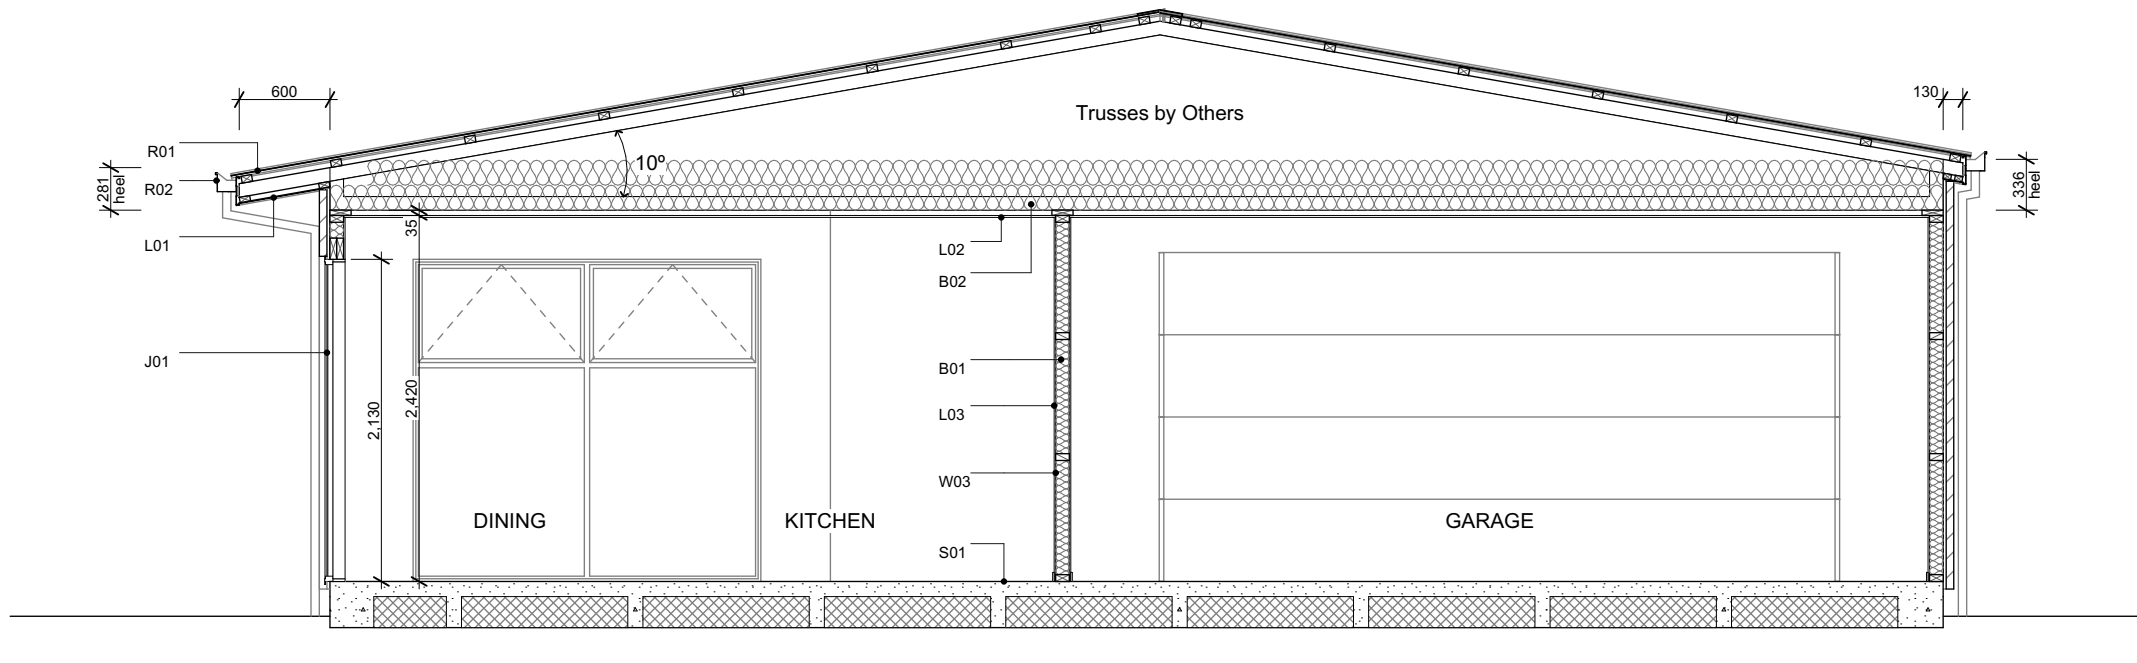 600
130
Trusses by Others
R01
10º
R02
281
heel
336
heel
L01
35
L02
B02
J01
B01
2,130
2,420
L03
W03
DINING
KITCHEN
GARAGE
S01